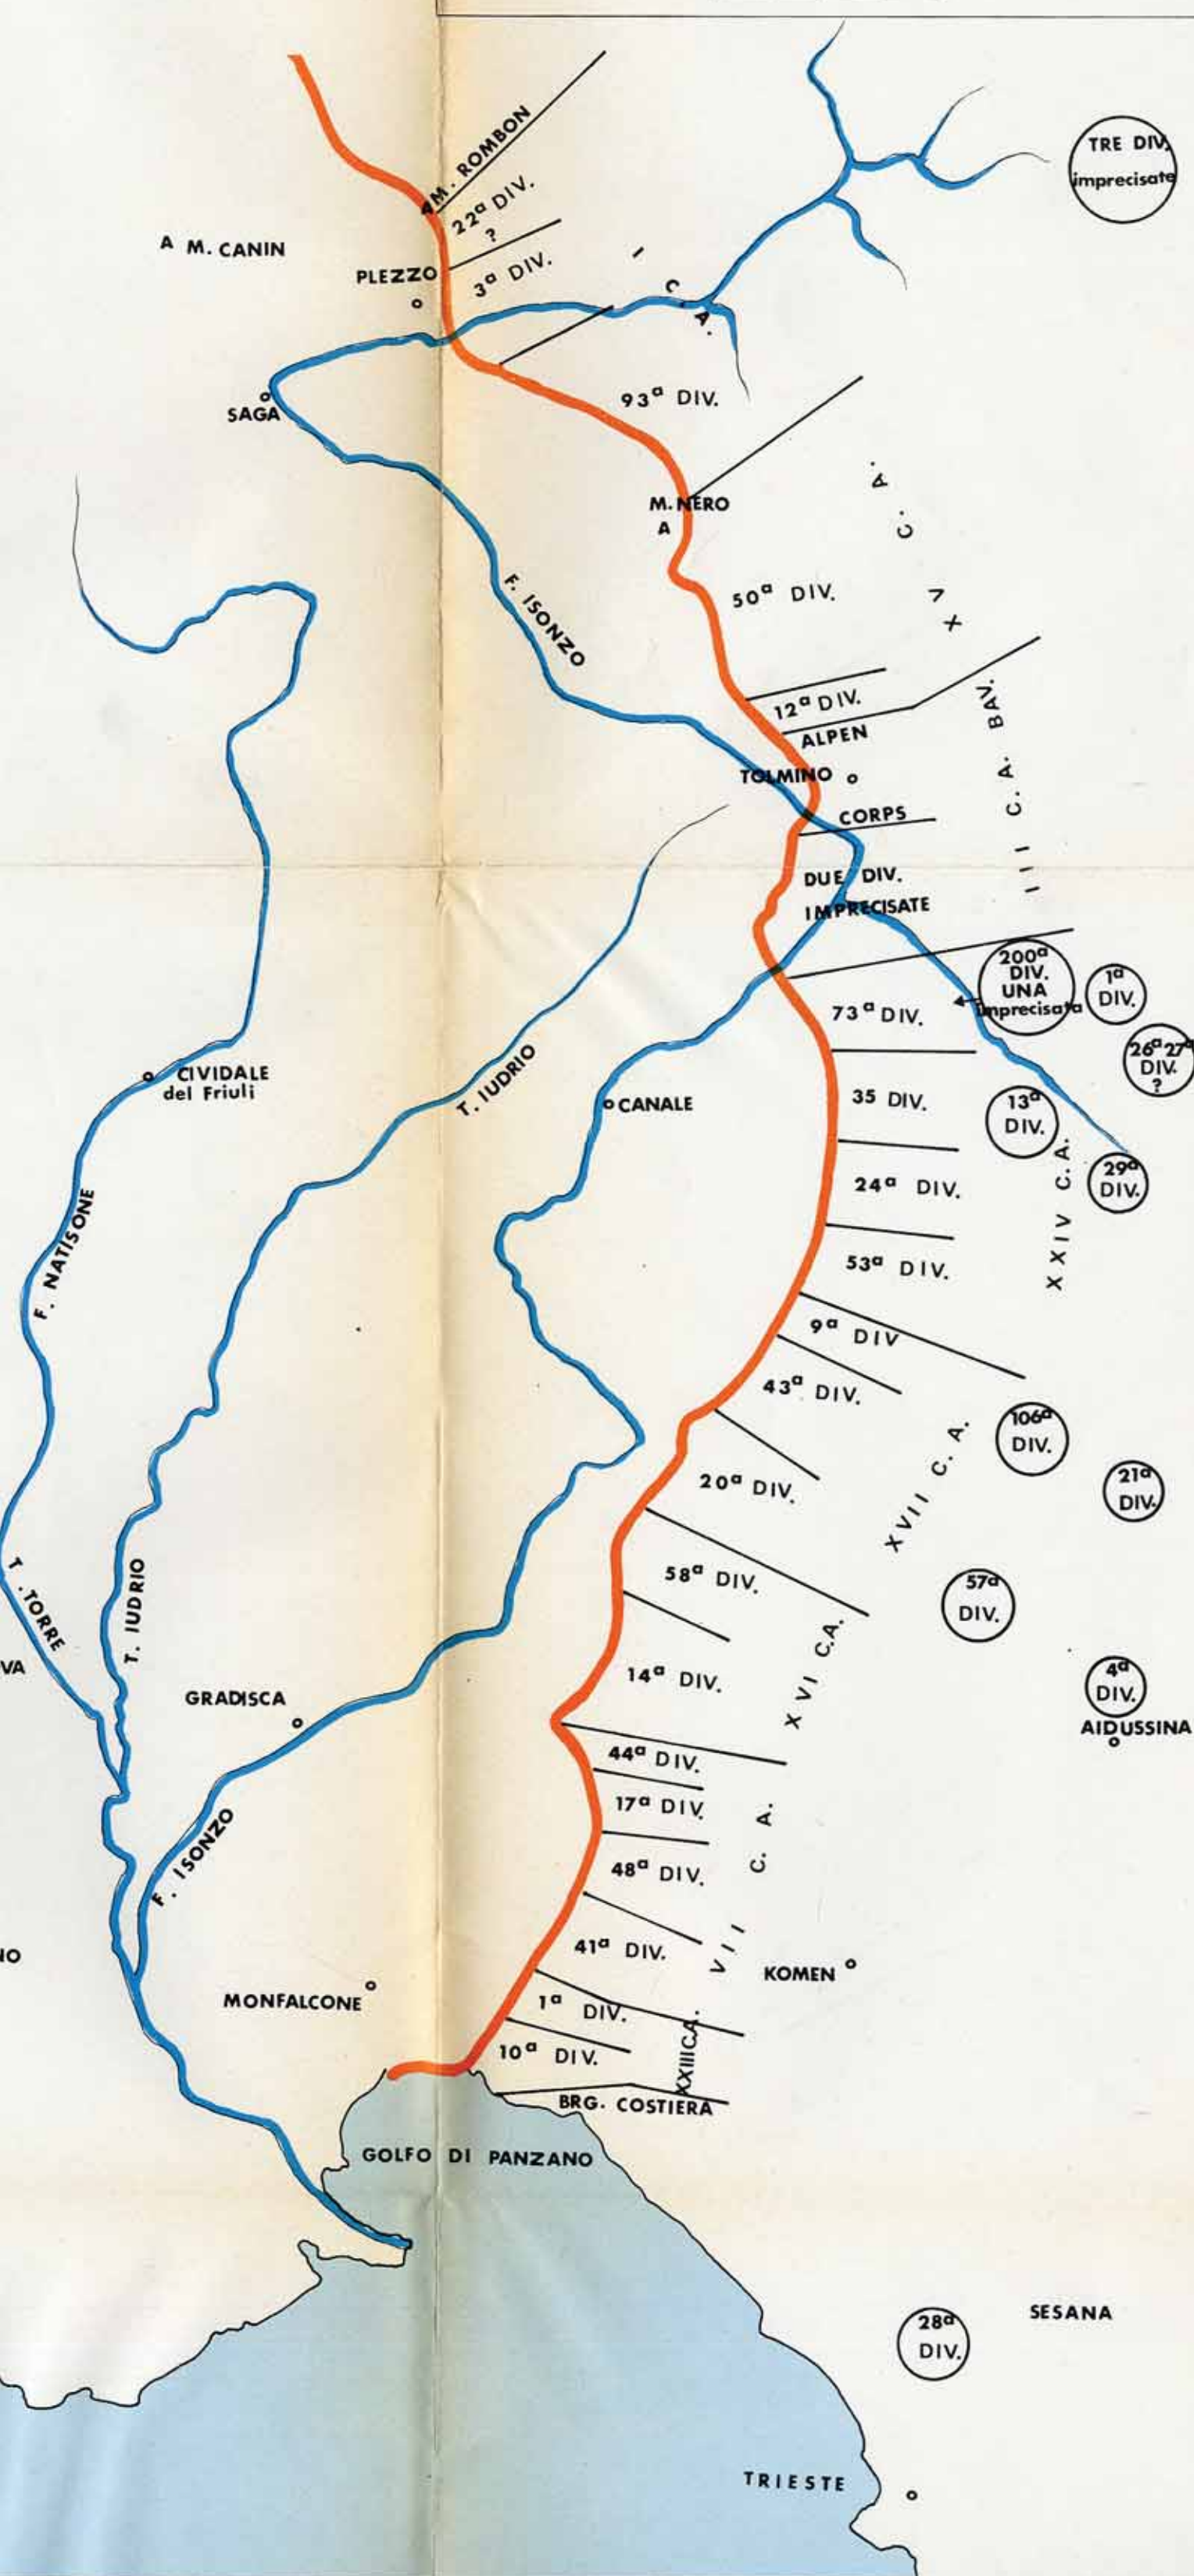 TRE DIV.
imprecisate
M. ROMBON
22ª DIV.
?
A M. CANIN
PLEZZO
3ª DIV.
I C. A.
SAGA
93ª DIV.
M. NERO
A
XV C. A.
50ª DIV.
F. ISONZO
12ª DIV.
ALPEN
TOLMINO
CORPS
III C. A. BAV.
DUE DIV.
IMPRECISATE
200ª
DIV.
UNA
imprecisata
1ª
DIV.
73ª DIV.
26ª 27ª
DIV.
?
CIVIDALE
del Friuli
T. IUDRIO
CANALE
35 DIV.
13ª
DIV.
29ª
DIV.
24ª DIV.
XXIV C. A.
F. NATISONE
53ª DIV.
9ª DIV
43ª DIV.
106ª
DIV.
XVII C. A.
20ª DIV.
21ª
DIV.
58ª DIV.
57ª
DIV.
T. TORRE
T. IUDRIO
VA
14ª DIV.
XVI C.A.
4ª
DIV.
AIDUSSINA
GRADISCA
44ª DIV.
17ª DIV.
F. ISONZO
48ª DIV.
VII C. A.
41ª DIV.
KOMEN
MONFALCONE
1ª DIV.
XXIII C.A.
10ª DIV.
BRG. COSTIERA
GOLFO DI PANZANO
28ª
DIV.
SESANA
TRIESTE